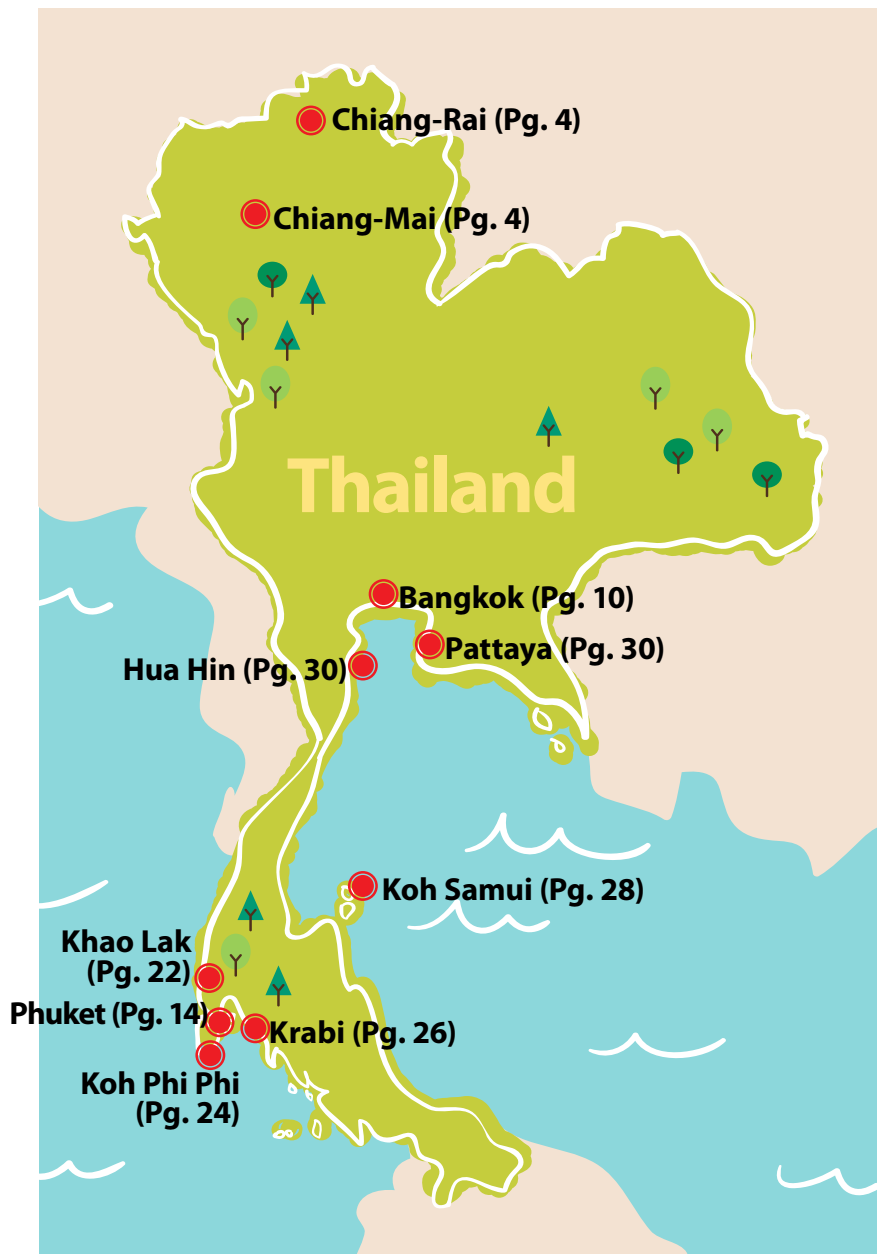 Chiang-Rai (Pg. 4)
Chiang-Mai (Pg. 4)
Thailand
Bangkok (Pg. 10)
Pattaya (Pg. 30)
Hua Hin (Pg. 30)
Koh Samui (Pg. 28)
Khao Lak
(Pg. 22)
Phuket (Pg. 14)
Krabi (Pg. 26)
Koh Phi Phi
(Pg. 24)